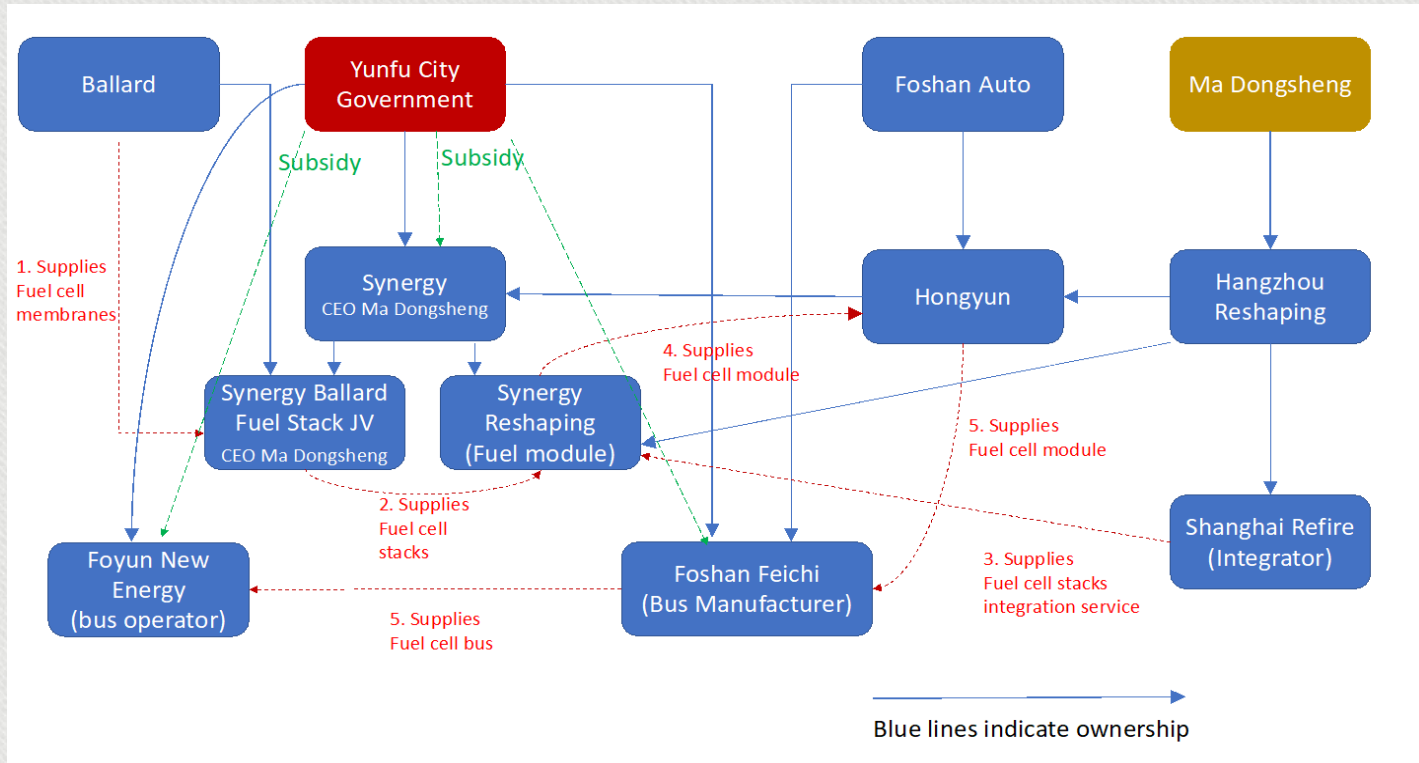 Ballard
Yunfu City
Government
Foshan Auto
Ma Dongsheng
Subsidy
Subsidy
1. Supplies
Fuel cell
membranes
Synergy
CEO Ma Dongsheng
Hongyun
Hangzhou
Reshaping
4. Supplies
Fuel cell module
Synergy Ballard
Fuel Stack JV
CEO Ma Dongsheng
Synergy
Reshaping
(Fuel module)
5. Supplies
Fuel cell module
2. Supplies
Fuel cell
stacks
Foyun New
Energy
(bus operator)
Foshan Feichi
(Bus Manufacturer)
Shanghai Refire
(Integrator)
3. Supplies
Fuel cell stacks
integration service
5. Supplies
Fuel cell bus
Blue lines indicate ownership